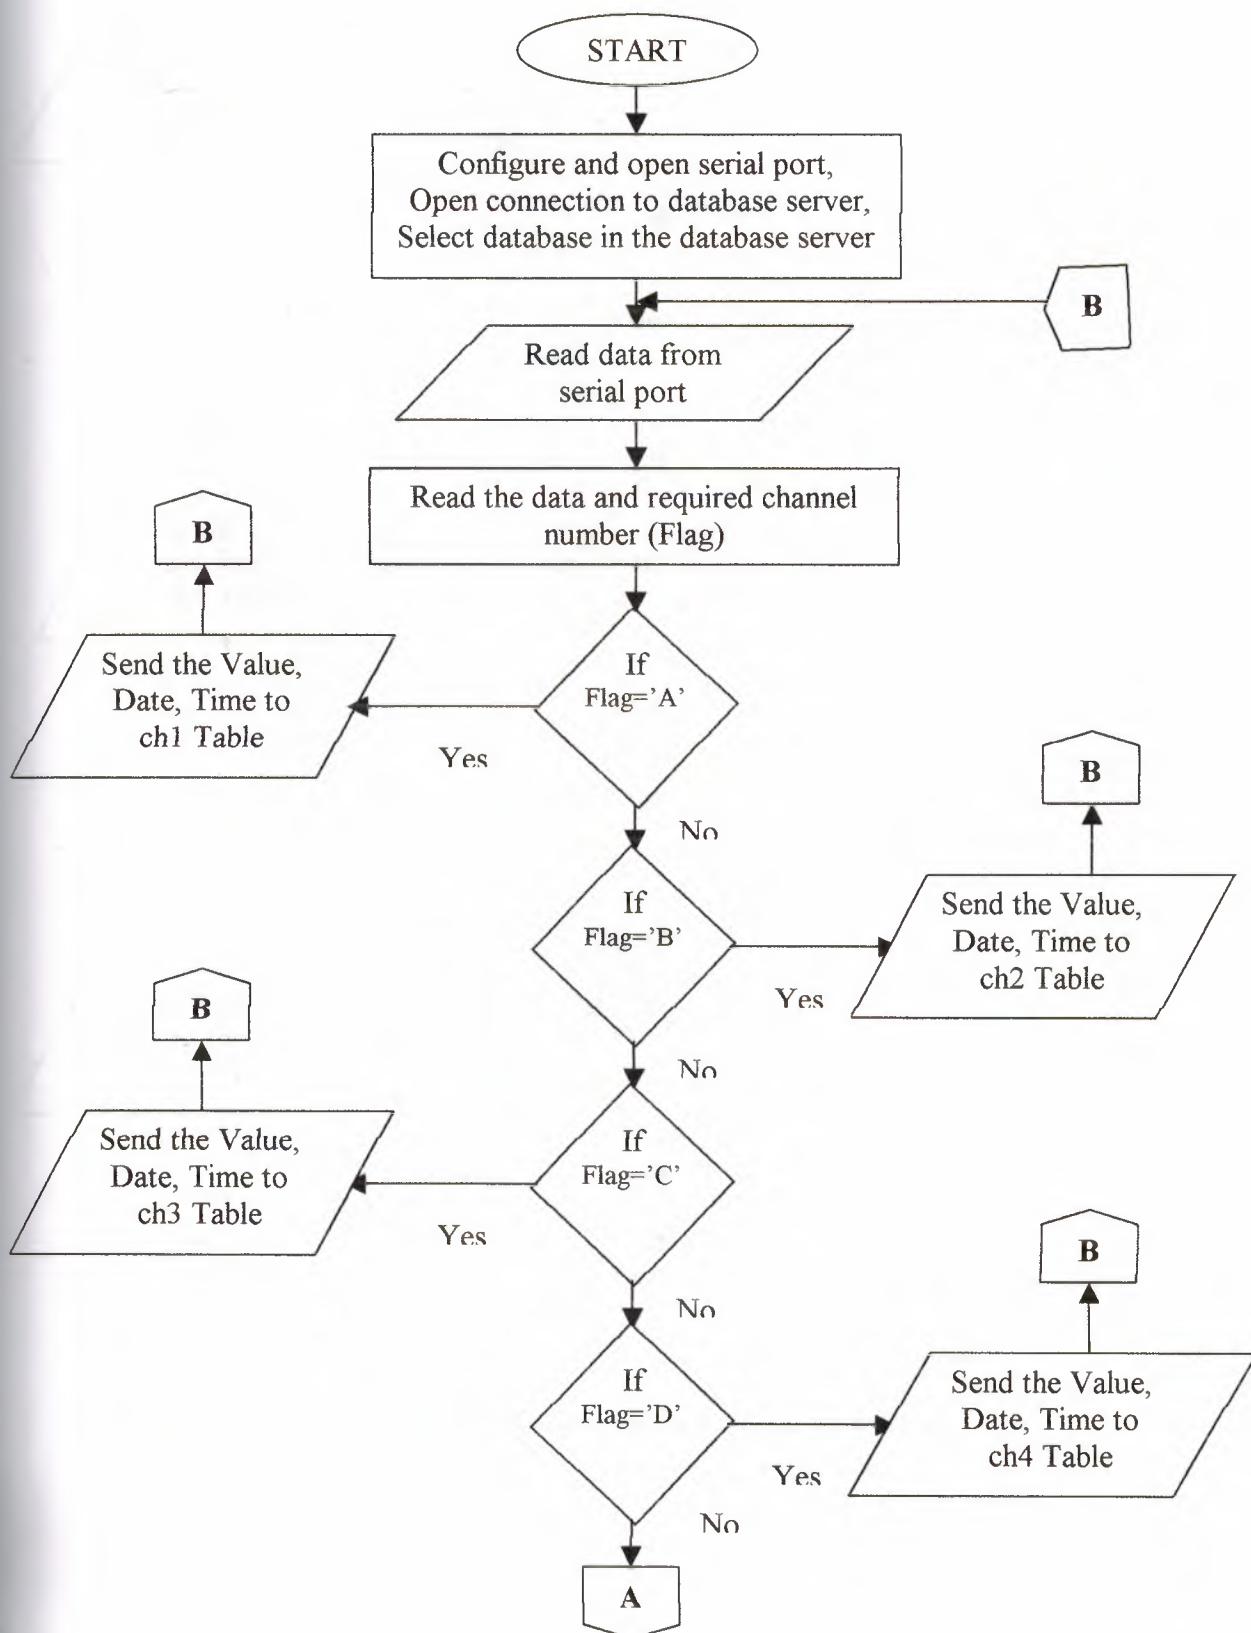 START
Configure and open serial port,
Open connection to database server,
Select database in the database server
B
Read data from
serial port
Read the data and required channel
number (Flag)
B
If
Flag='A'
Send the Value,
Date, Time to
ch1 Table
Yes
No
B
If
Flag='B'
Send the Value,
Date, Time to
ch2 Table
Yes
No
B
If
Flag='C'
Send the Value,
Date, Time to
ch3 Table
Yes
No
B
If
Flag='D'
Send the Value,
Date, Time to
ch4 Table
Yes
No
A